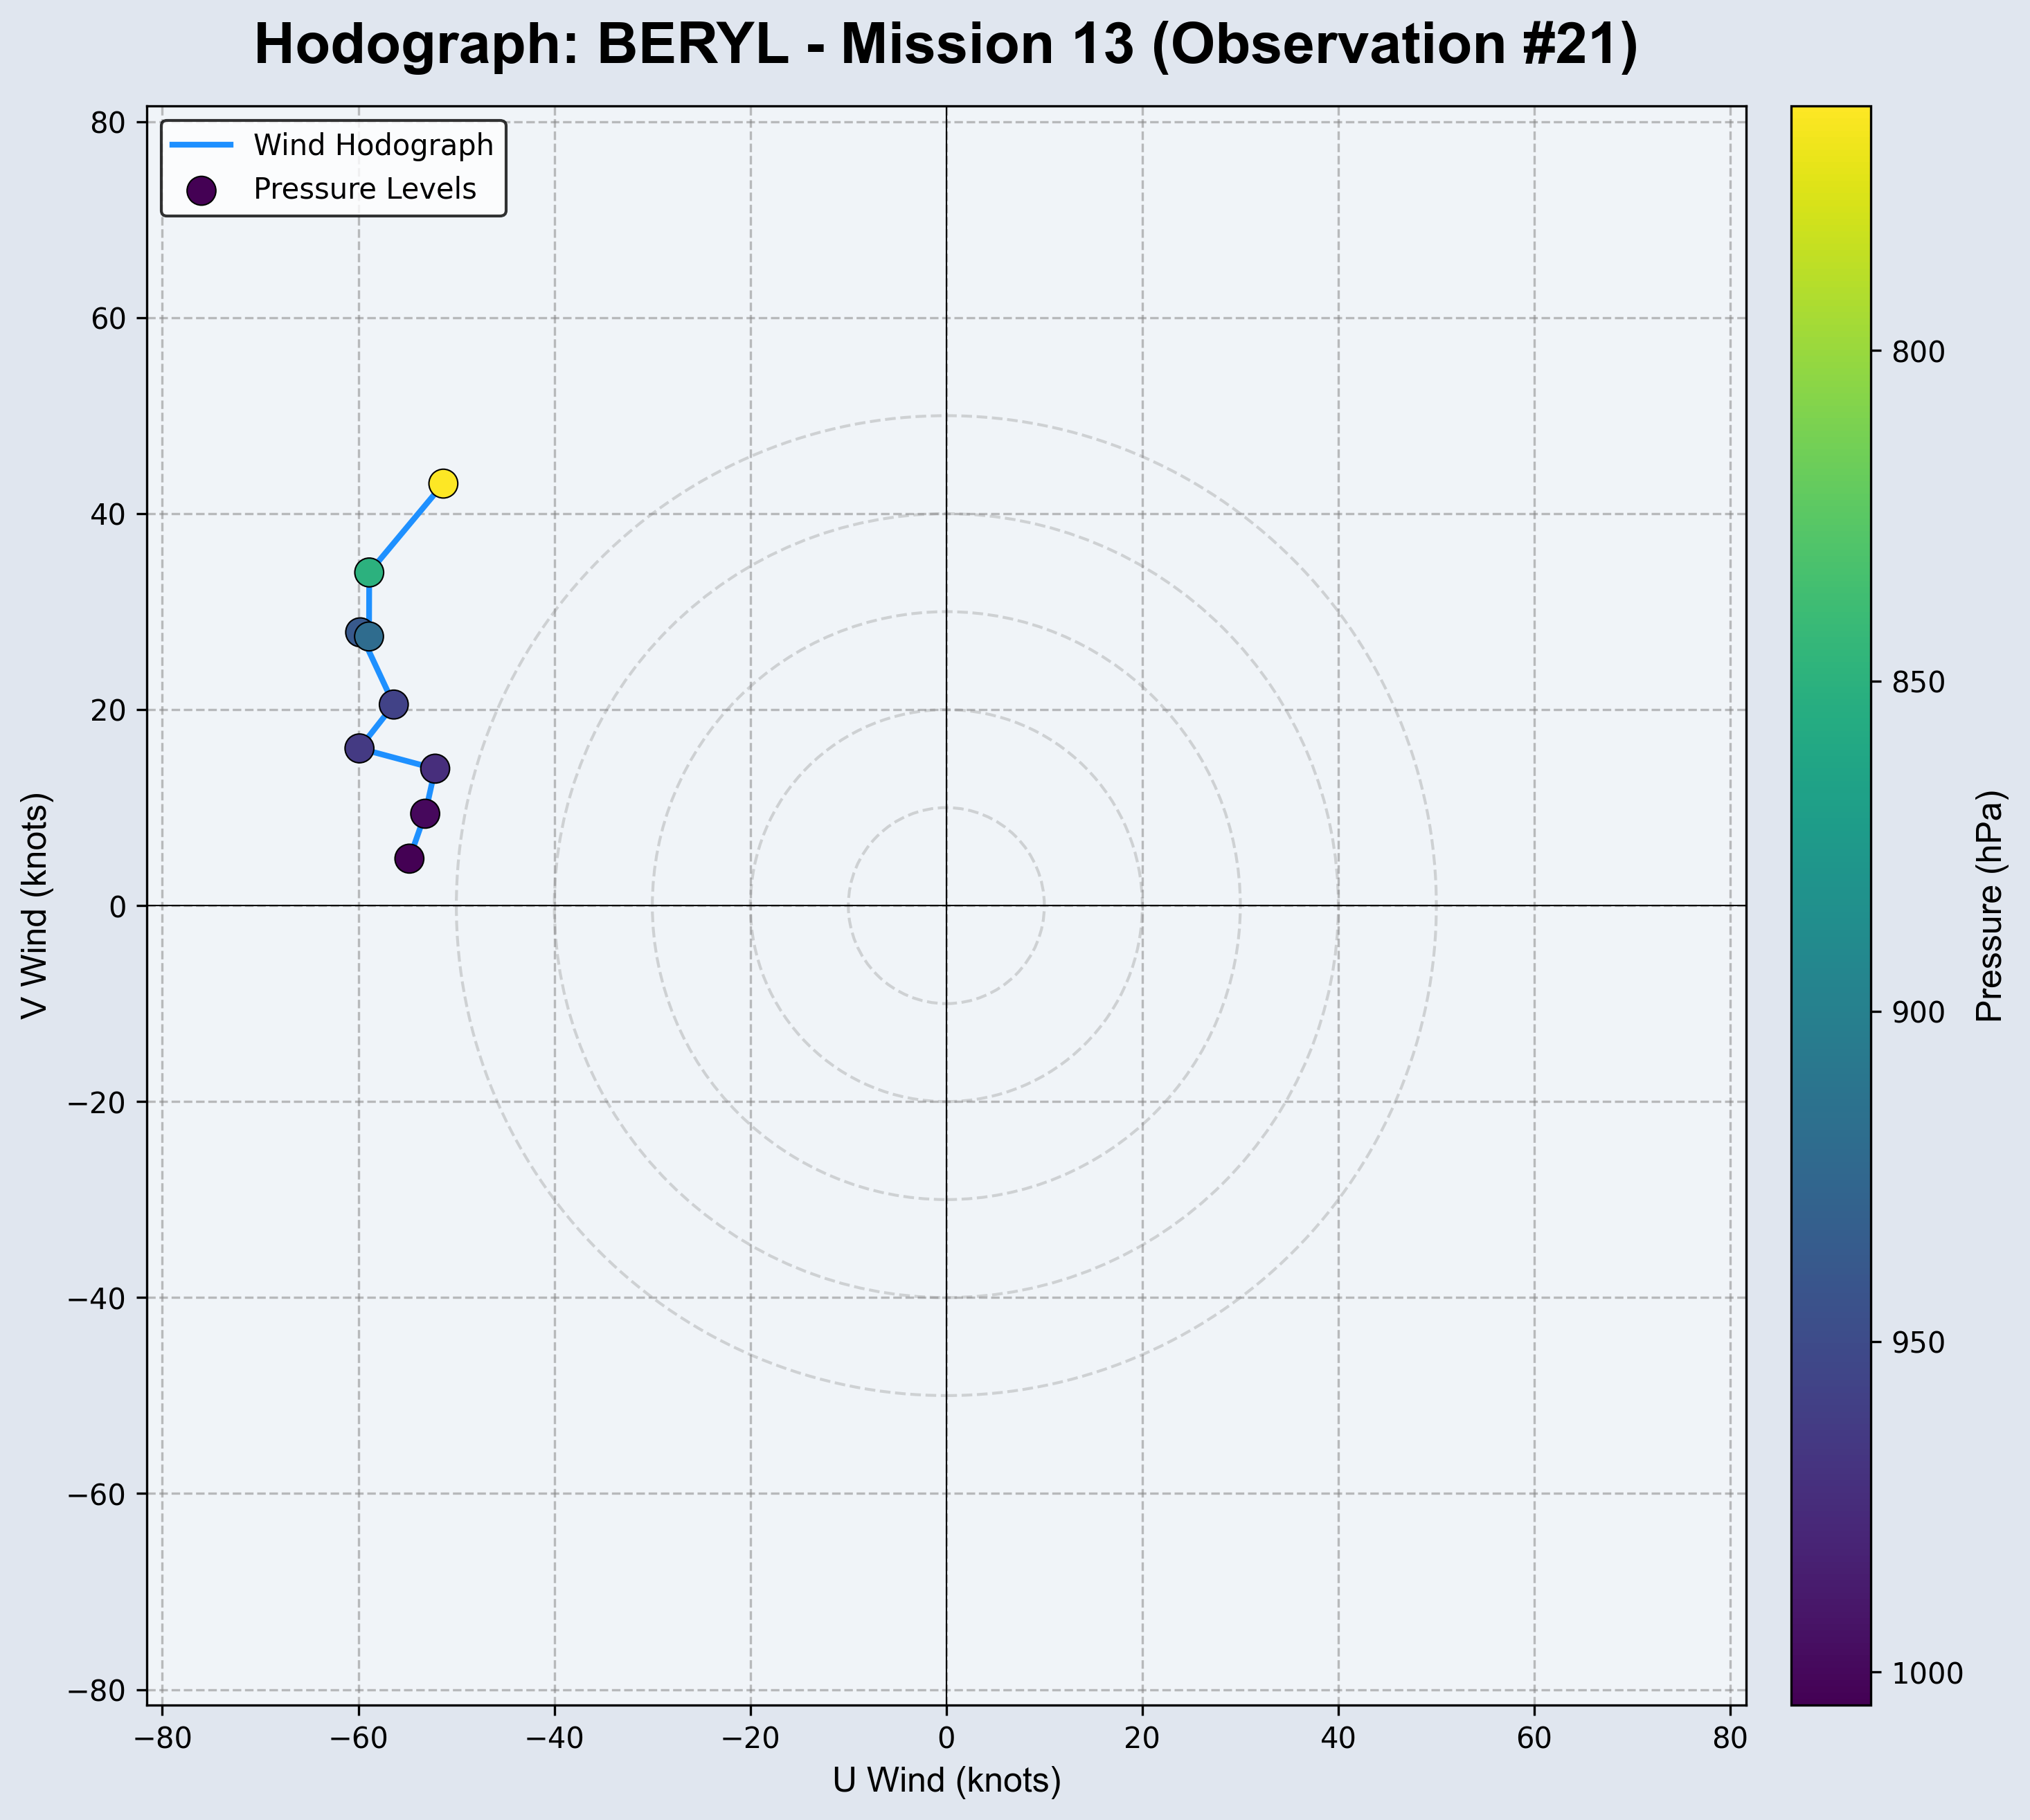 Hodograph: BERYL - Mission 13 (Observation #21)
Wind Hodograph
Pressure Levels
80
60
40
20
0
−20
−40
−60
−80
V Wind (knots)
−80 −60 −40 −20 0 20 40 60 80
U Wind (knots)
800
850
900
950
1000
Pressure (hPa)